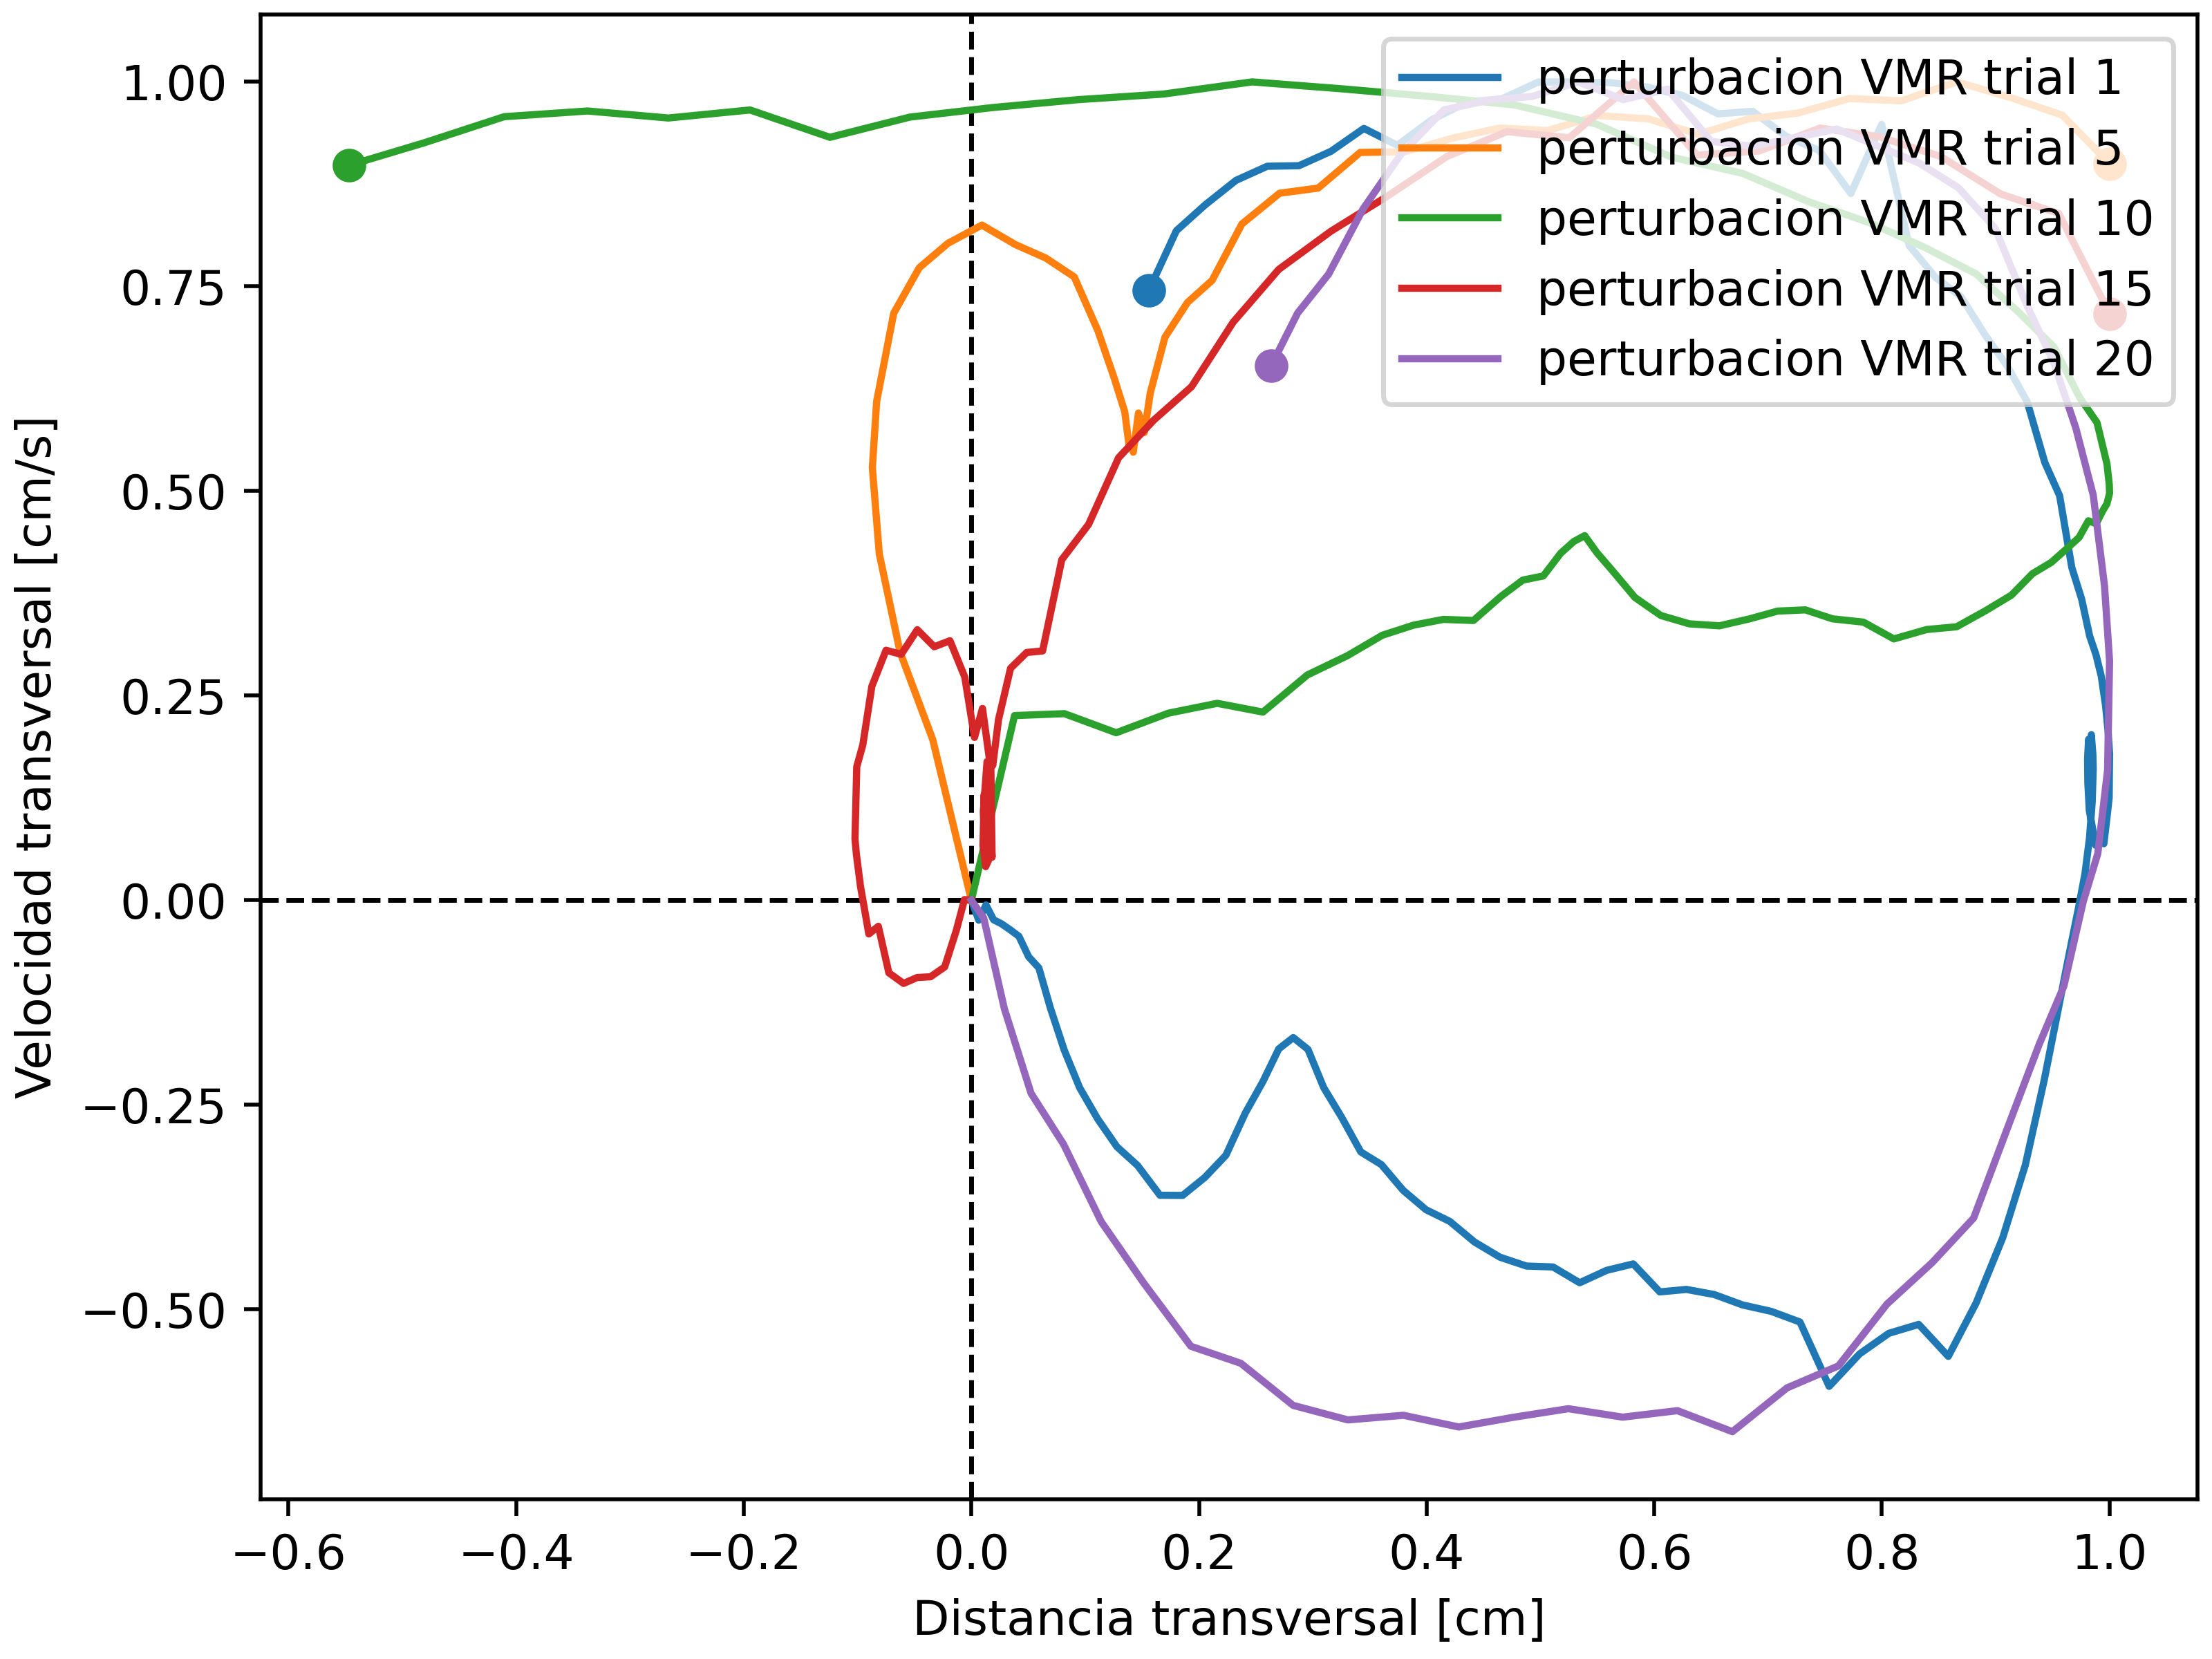 perturbacion VMR trial 1
perturbacion VMR trial 5
perturbacion VMR trial 10
perturbacion VMR trial 15
perturbacion VMR trial 20
Velocidad transversal [cm/s]
1.00
0.75
0.50
0.25
0.00
−0.25
−0.50
−0.6 −0.4 −0.2 0.0 0.2 0.4 0.6 0.8 1.0
Distancia transversal [cm]